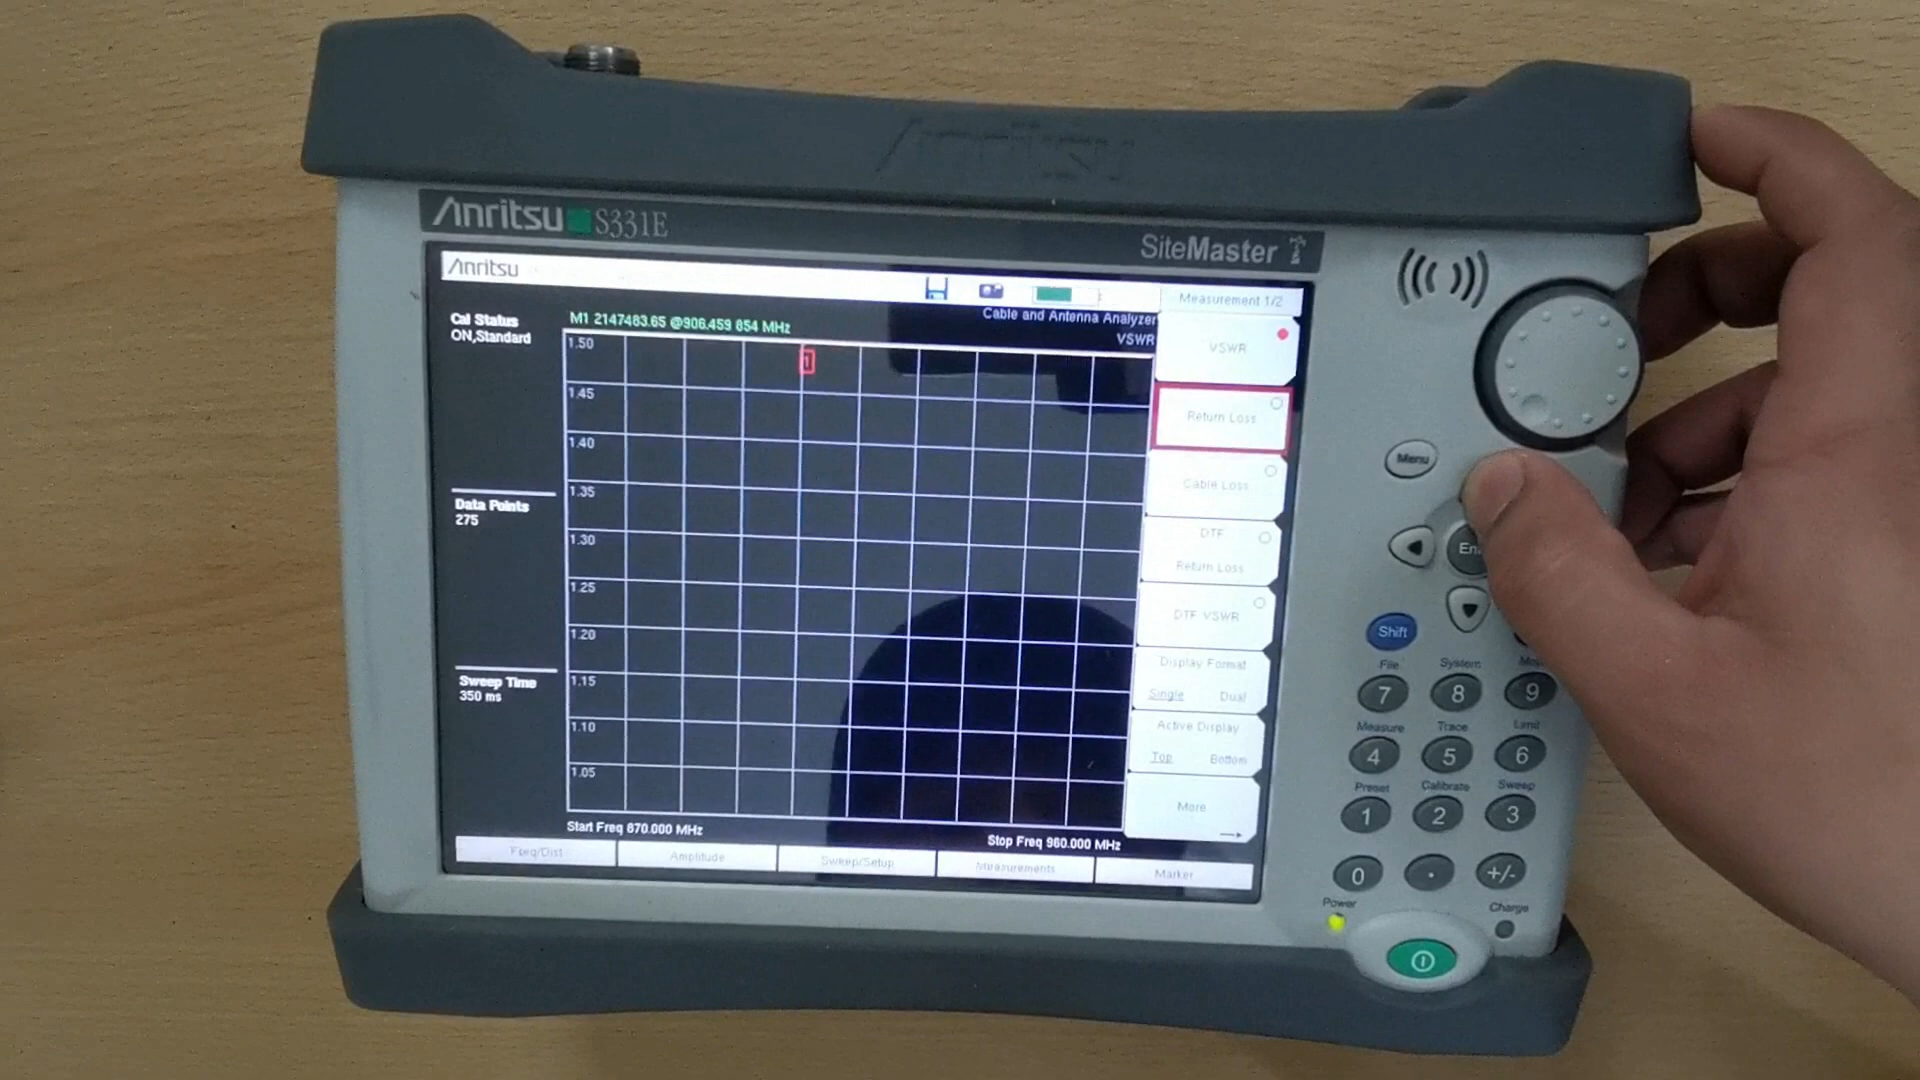 Anritsu
Anritsu S331E
SiteMaster
Anritsu
Measurement 1/2
Cal Status
ON,Standard
M1 2147483.65 @906.459 854 MHz
Cable and Antenna Analyzer
VSWR
1.50
1
1.45
1.40
1.35
1.30
1.25
1.20
1.15
1.10
1.05
Data Points
275
Sweep Time
350 ms
Start Freq 870.000 MHz
Stop Freq 960.000 MHz
VSWR
Return Loss
Cable Loss
DTF
Return Loss
DTF VSWR
Display Format
Single Dual
Active Display
Top Bottom
More
Freq/Dist Amplitude Sweep/Setup Measurements Marker
Menu
Shift
File System
7 8 9
Measure Trace Limit
4 5 6
Preset Calibrate Sweep
1 2 3
0 . +/-
Power Charge